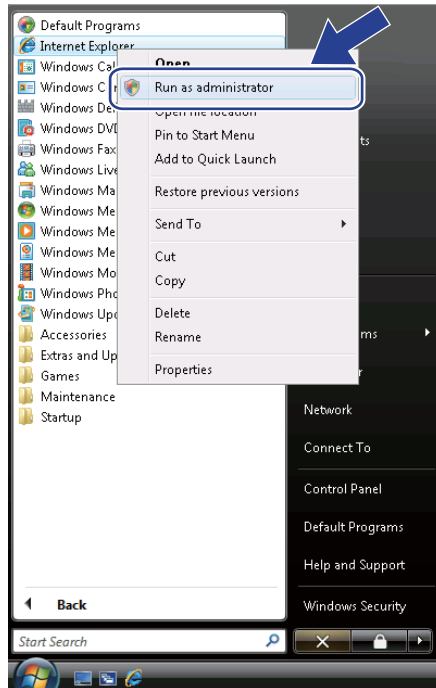 Default Programs
Internet Explorer
Windows Cal
Open
Windows C
Run as administrator
Windows De
Open file location
Windows DVD
Pin to Start Menu
ts
Windows Fax
Add to Quick Launch
Windows Live
Windows Ma
Restore previous versions
Windows Me
Windows Me
Send To
Windows Me
Cut
Windows Mo
Copy
Windows Pho
Windows Upd
Delete
Accessories
Rename
ms
Extras and Up
Games
Properties
r
Maintenance
Startup
Network
Connect To
Control Panel
Default Programs
Help and Support
Back
Windows Security
Start Search